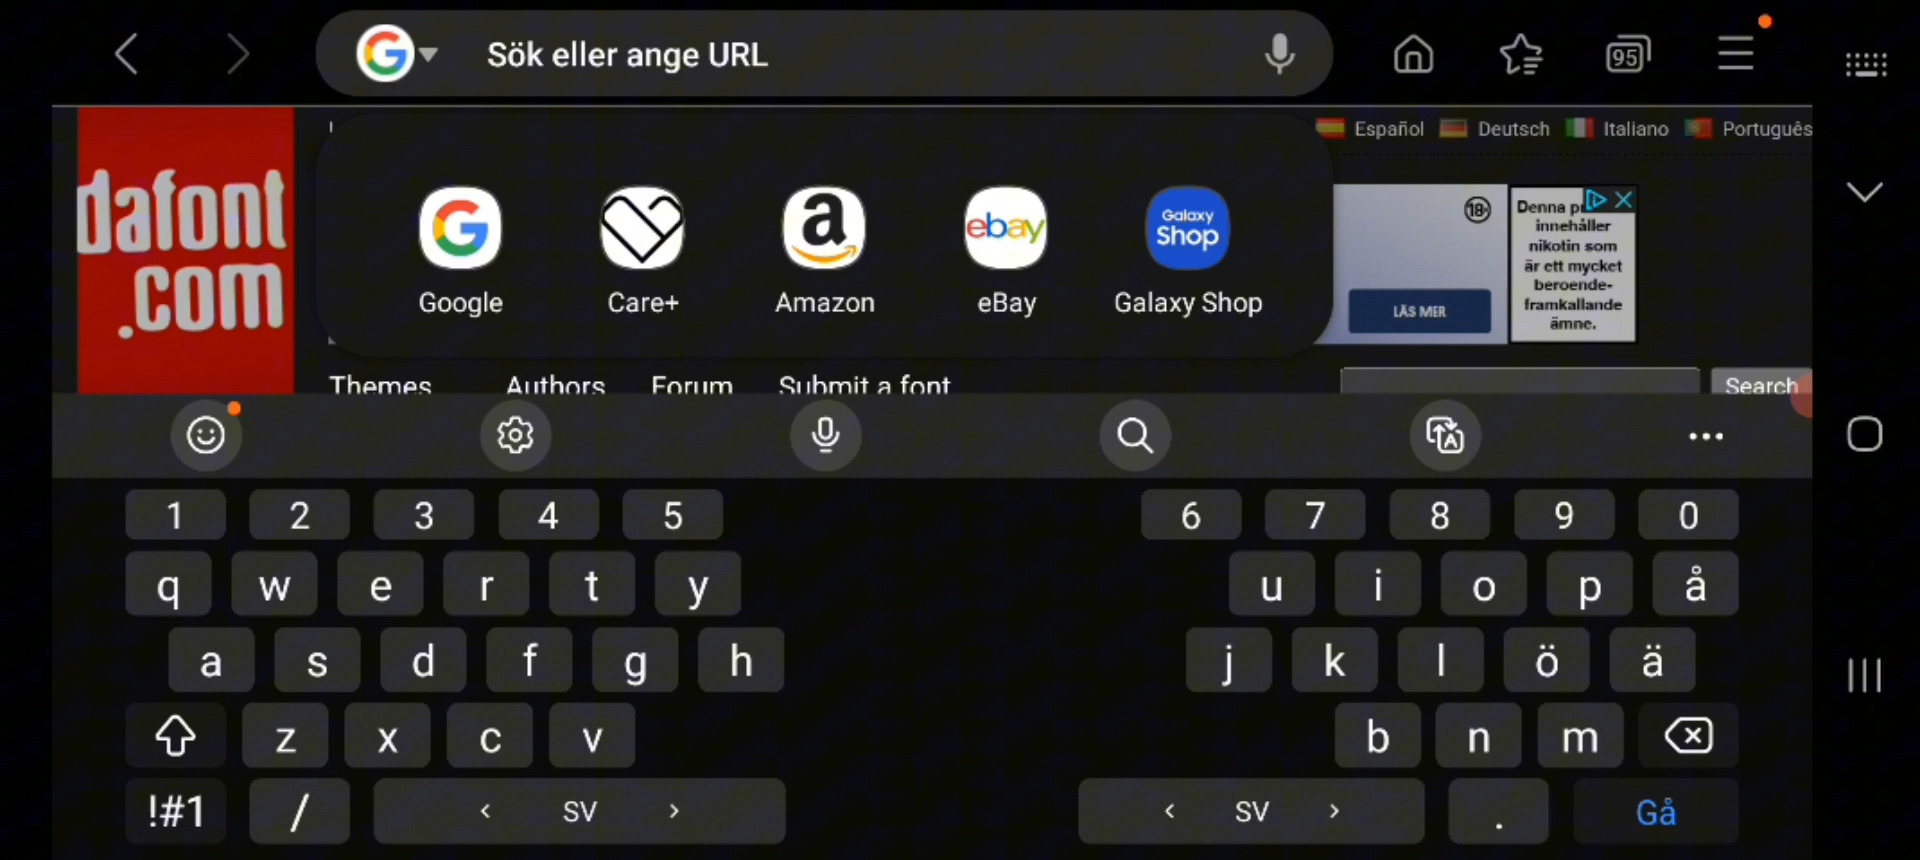 Sök eller ange URL
95
Español Deutsch Italiano Português
dafont
.com
Google
Care+
Amazon
ebay
eBay
Galaxy
Shop
Galaxy Shop
18+
LÄS MER
Denna p
innehåller
nikotin som
är ett mycket
beroende-
framkallande
ämne.
Themes Authors Forum Submit a font
Search
1 2 3 4 5 6 7 8 9 0
q w e r t y u i o p å
a s d f g h j k l ö ä
z x c v b n m
!#1 / < SV > < SV > . Gå